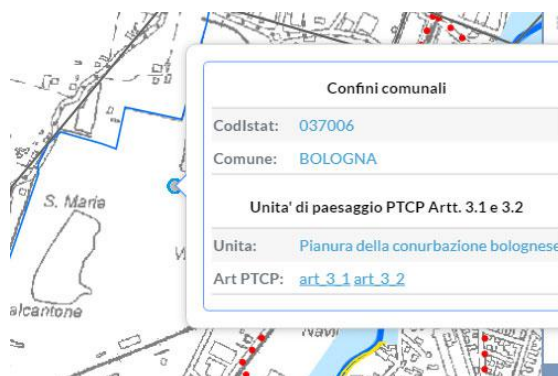 Confini comunali
CodIstat: 037006
Comune: BOLOGNA
Unita' di paesaggio PTCP Artt. 3.1 e 3.2
Unita: Pianura della conurbazione bolognese
Art PTCP: art_3_1 art_3_2
S. Maria
alcantone
Navi